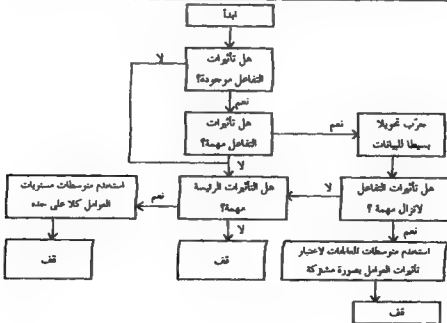 ابدأ
هل تأثيرات
التفاعل موجودة؟
لا
نعم
هل تأثيرات
التفاعل مهمة؟
نعم
جرّب تحويلا
بسيطا للبيانات
لا
هل تأثيرات التفاعل
لاتزال مهمة ؟
لا
هل التأثيرات الرئيسة
مهمة؟
نعم
استخدم متوسطات مستويات
العوامل كلا على حده
نعم
لا
استخدم متوسطات المعالجات لاختبار
تأثيرات العوامل بصورة مشتركة
قف
قف
قف